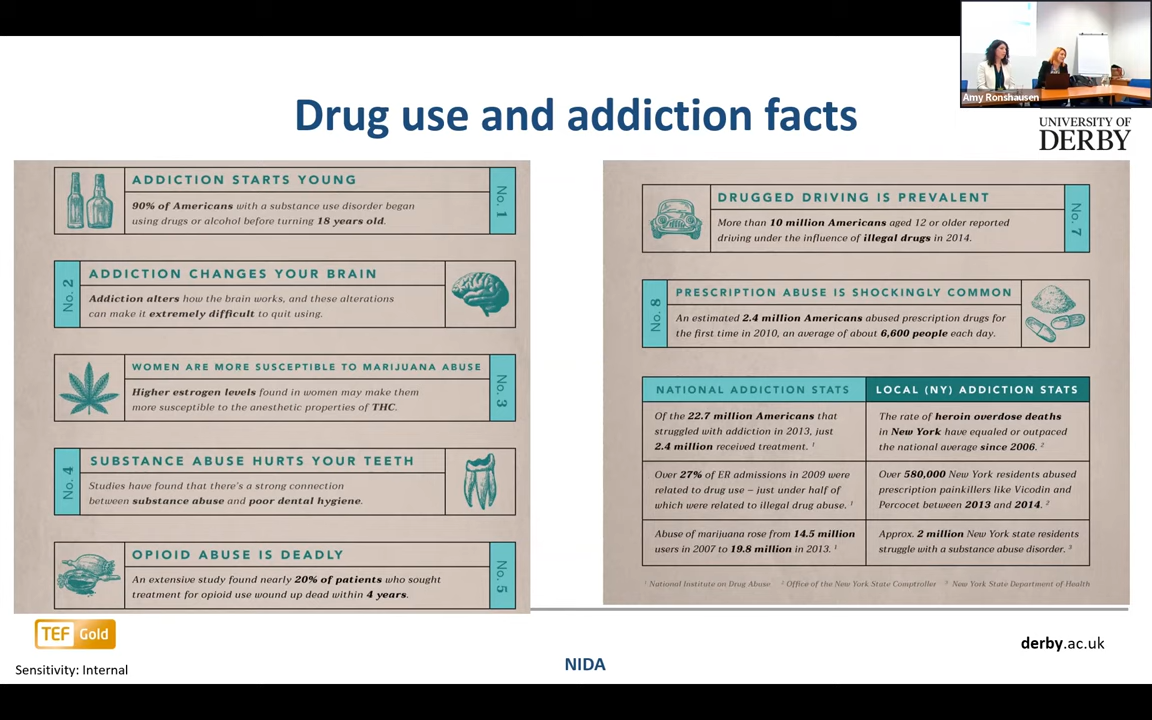 Amy Ronshausen
Drug use and addiction facts
UNIVERSITY OF
DERBY
ADDICTION STARTS YOUNG
90% of Americans with a substance use disorder began
using drugs or alcohol before turning 18 years old.
No. 1
No. 2
ADDICTION CHANGES YOUR BRAIN
Addiction alters how the brain works, and these alterations
can make it extremely difficult to quit using.
WOMEN ARE MORE SUSCEPTIBLE TO MARIJUANA ABUSE
Higher estrogen levels found in women may make them
more susceptible to the anesthetic properties of THC.
No. 3
No. 4
SUBSTANCE ABUSE HURTS YOUR TEETH
Studies have found that there's a strong connection
between substance abuse and poor dental hygiene.
OPIOID ABUSE IS DEADLY
An extensive study found nearly 20% of patients who sought
treatment for opioid use wound up dead within 4 years.
No. 5
DRUGGED DRIVING IS PREVALENT
More than 10 million Americans aged 12 or older reported
driving under the influence of illegal drugs in 2014.
No. 7
No. 8
PRESCRIPTION ABUSE IS SHOCKINGLY COMMON
An estimated 2.4 million Americans abused prescription drugs for
the first time in 2010, an average of about 6,600 people each day.
NATIONAL ADDICTION STATS
Of the 22.7 million Americans that
struggled with addiction in 2013, just
2.4 million received treatment. 1
Over 27% of ER admissions in 2009 were
related to drug use – just under half of
which were related to illegal drug abuse. 1
Abuse of marijuana rose from 14.5 million
users in 2007 to 19.8 million in 2013. 1
LOCAL (NY) ADDICTION STATS
The rate of heroin overdose deaths
in New York have equaled or outpaced
the national average since 2006. 2
Over 580,000 New York residents abused
prescription painkillers like Vicodin and
Percocet between 2013 and 2014. 2
Approx. 2 million New York state residents
struggle with a substance abuse disorder. 3
1 National Institute on Drug Abuse 2 Office of the New York State Comptroller 3 New York State Department of Health
TEF Gold
derby.ac.uk
Sensitivity: Internal
NIDA